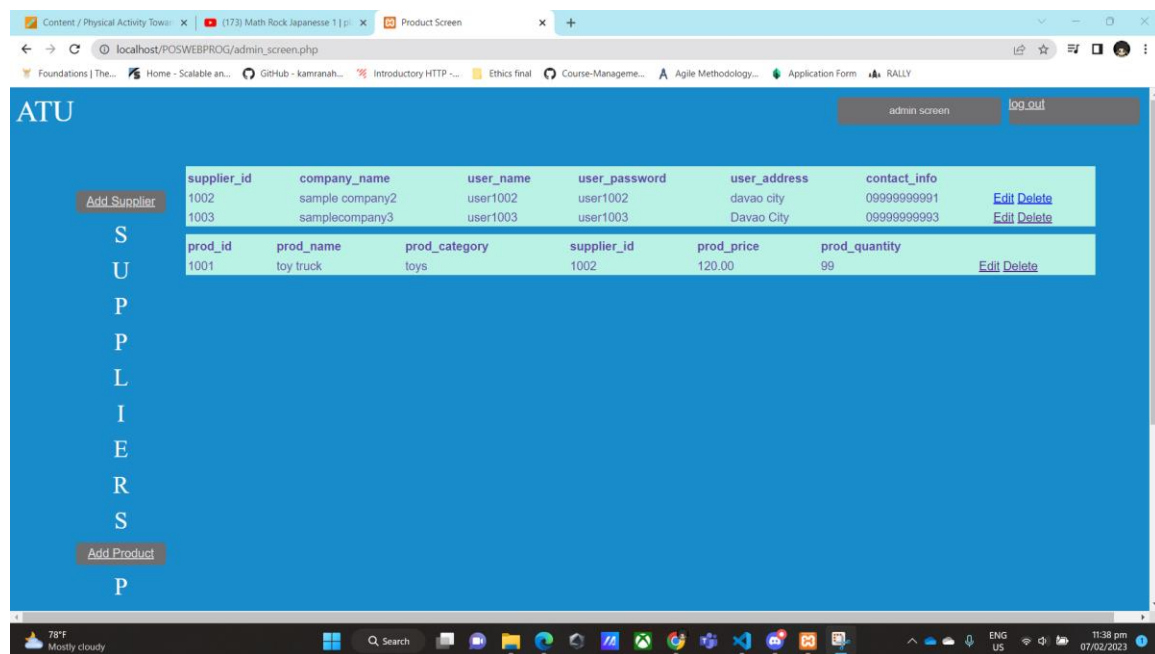 Content / Physical Activity Towar
(173) Math Rock Japanesse 1 | pl
Product Screen
localhost/POSWEBPROG/admin_screen.php
Foundations | The... Home - Scalable an... GitHub - kamranah... Introductory HTTP -... Ethics final Course-Manageme... Agile Methodology... Application Form RALLY
ATU
admin screen
log out
Add Supplier
S
U
P
P
L
I
E
R
S
Add Product
P
supplier_id company_name user_name user_password user_address contact_info
1002 sample company2 user1002 user1002 davao city 09999999991 Edit Delete
1003 samplecompany3 user1003 user1003 Davao City 09999999993 Edit Delete
prod_id prod_name prod_category supplier_id prod_price prod_quantity
1001 toy truck toys 1002 120.00 99 Edit Delete
78°F
Mostly cloudy
Search
ENG
US
11:38 pm
07/02/2023
1